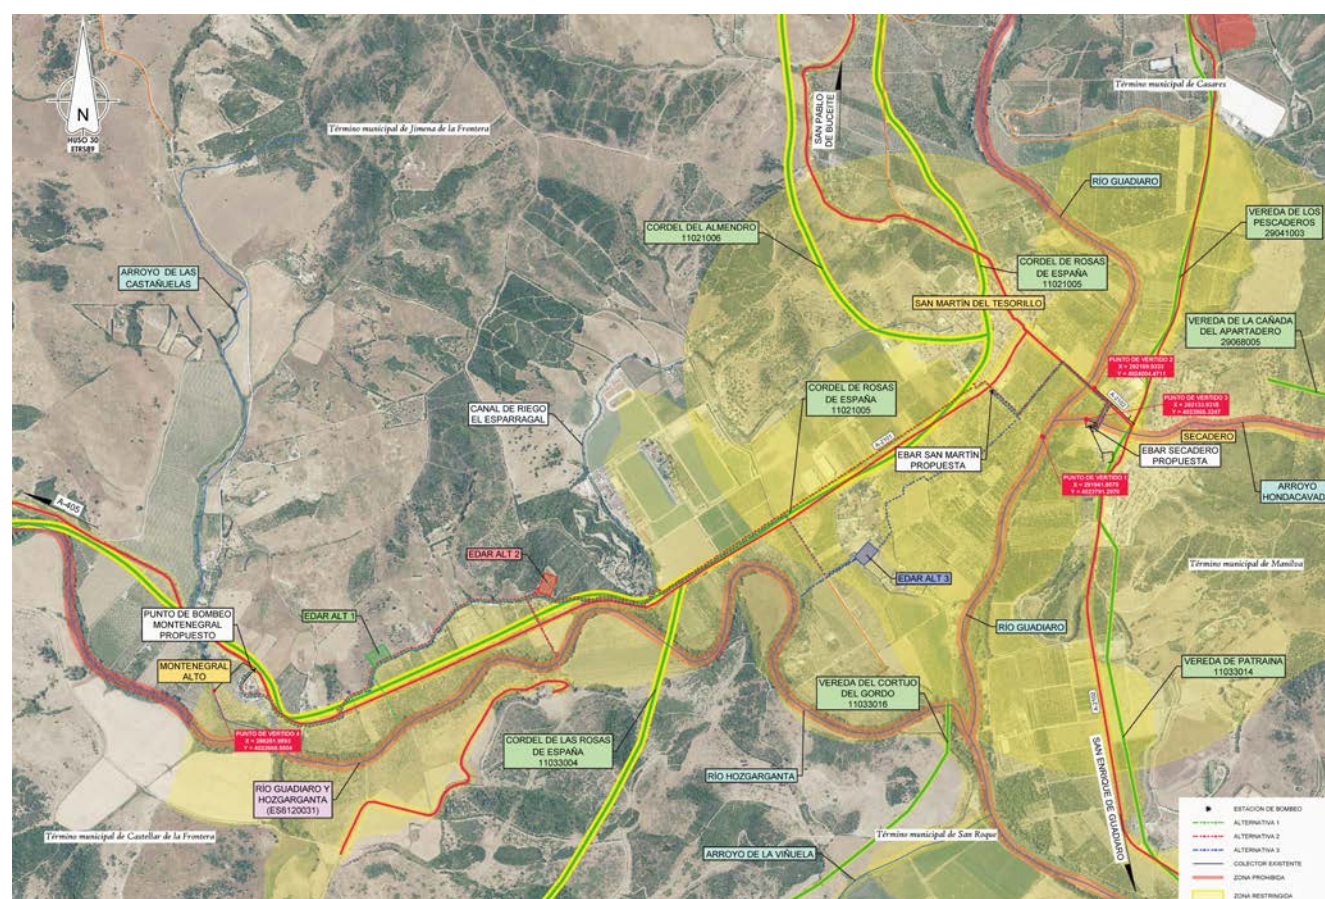 N
HUSO 30
ETRS89
Término municipal de Jimena de la Frontera
SAN PABLO
DE BUCEITE
Término municipal de Casares
RÍO GUADIARO
VEREDA DE LOS
PESCADEROS
29041003
CORDEL DEL ALMENDRO
11021006
CORDEL DE ROSAS
DE ESPAÑA
11021005
ARROYO DE LAS
CASTAÑUELAS
SAN MARTÍN DEL TESORILLO
VEREDA DE LA CAÑADA
DEL APARTADERO
29068005
PUNTO DE VERTIDO 2
CORDEL DE ROSAS
DE ESPAÑA
11021005
CANAL DE RIEGO
EL ESPARRAGAL
A-2102
PUNTO DE VERTIDO 3
SECADERO
A-2101
EBAR SAN MARTÍN
PROPUESTA
EBAR SECADERO
PROPUESTA
PUNTO DE VERTIDO 1
ARROYO
HONDACAVAD
A-405
EDAR ALT 2
EDAR ALT 3
Término municipal de Manilva
PUNTO DE BOMBEO
MONTENEGRAL
PROPUESTO
EDAR ALT 1
RÍO GUADIARO
MONTENEGRAL
ALTO
VEREDA DEL CORTIJO
DEL GORDO
11033016
VEREDA DE PATRAINA
11033014
PUNTO DE VERTIDO 4
CORDEL DE LAS ROSAS
DE ESPAÑA
11033004
RÍO HOZGARGANTA
RÍO GUADIARO Y
HOZGARGANTA
(ES6120031)
SAN ENRIQUE DE GUADIARO
Término municipal de Castellar de la Frontera
Término municipal de San Roque
ARROYO DE LA VIÑUELA
ESTACIÓN DE BOMBEO
ALTERNATIVA 1
ALTERNATIVA 2
ALTERNATIVA 3
COLECTOR EXISTENTE
ZONA PROHIBIDA
ZONA RESTRINGIDA